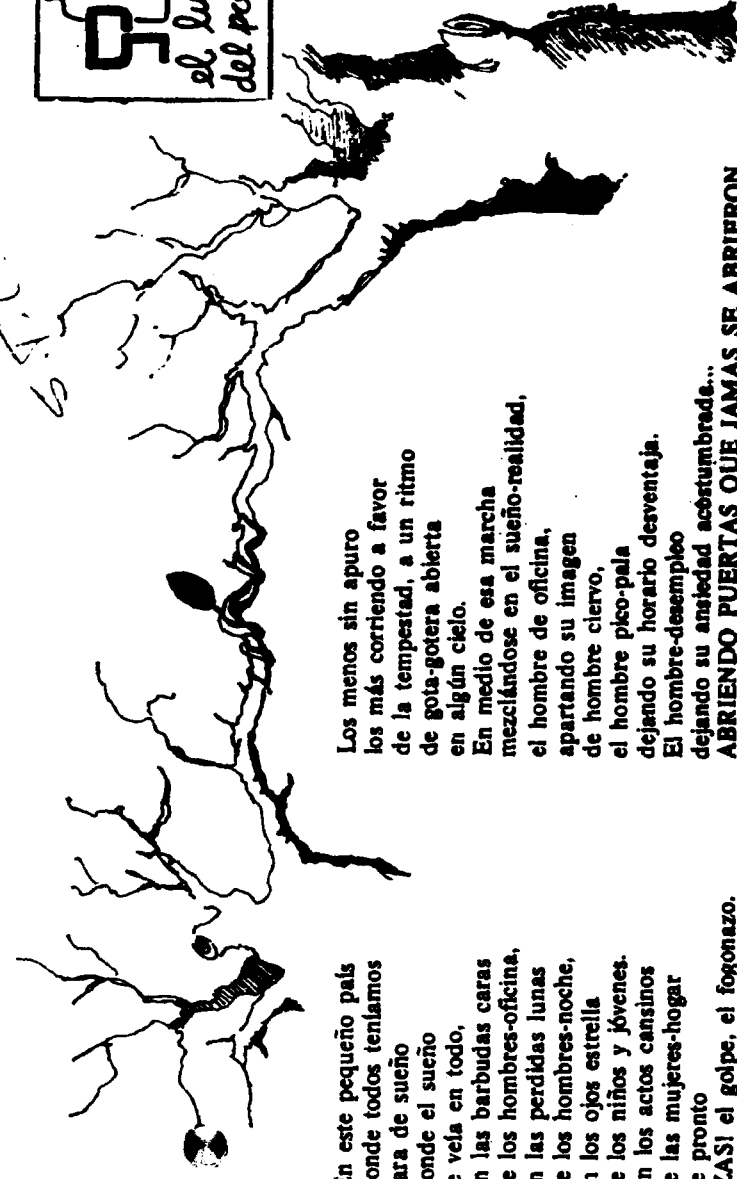 el lu
del po
En este pequeño país
onde todos teníamos
ara de sueño
onde el sueño
e veía en todo,
n las barbudas caras
e los hombres-oficina,
n las perdidas lunas
e los hombres-noche,
n los ojos estrella
e los niños y jóvenes.
n los actos cansinos
e las mujeres-hogar
e pronto
ZAS! el golpe, el fogonazo.
Los menos sin apuro
los más corriendo a favor
de la tempestad, a un ritmo
de gota-gotera abierta
en algún cielo.
En medio de esa marcha
mezclándose en el sueño-realidad,
el hombre de oficina,
apartando su imagen
de hombre ciervo,
el hombre pico-pala
dejando su horario desventaja.
El hombre-desempleo
dejando su ansiedad acostumbrada...
ABRIENDO PUERTAS QUE JAMAS SE ABRIERON